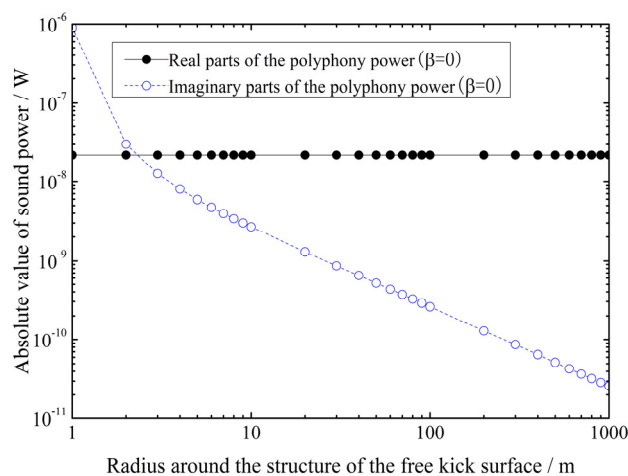 10^-6
Real parts of the polyphony power (β=0)
Imaginary parts of the polyphony power (β=0)
10^-7
10^-8
10^-9
10^-10
10^-11
Absolute value of sound power / W
1 10 100 1000
Radius around the structure of the free kick surface / m